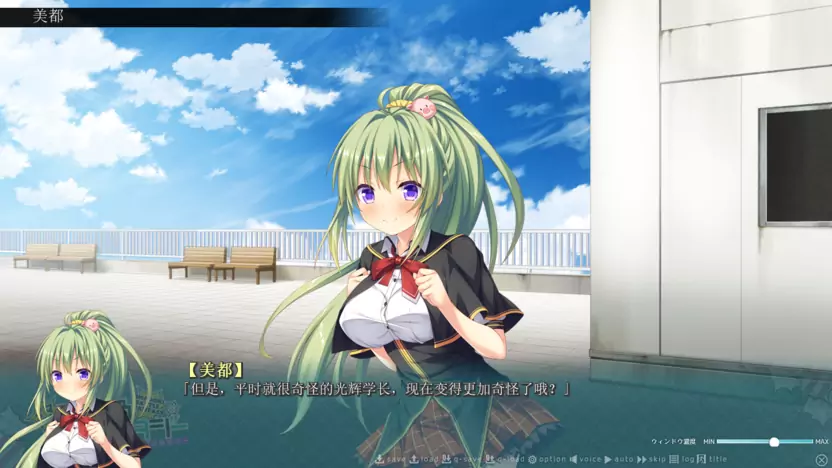 美都
【美都】
「但是，平时就很奇怪的光辉学长，现在变得更加奇怪了哦？」
ウィンドウ濃度 MIN MAX
save load q-save q-load option voice auto skip log title